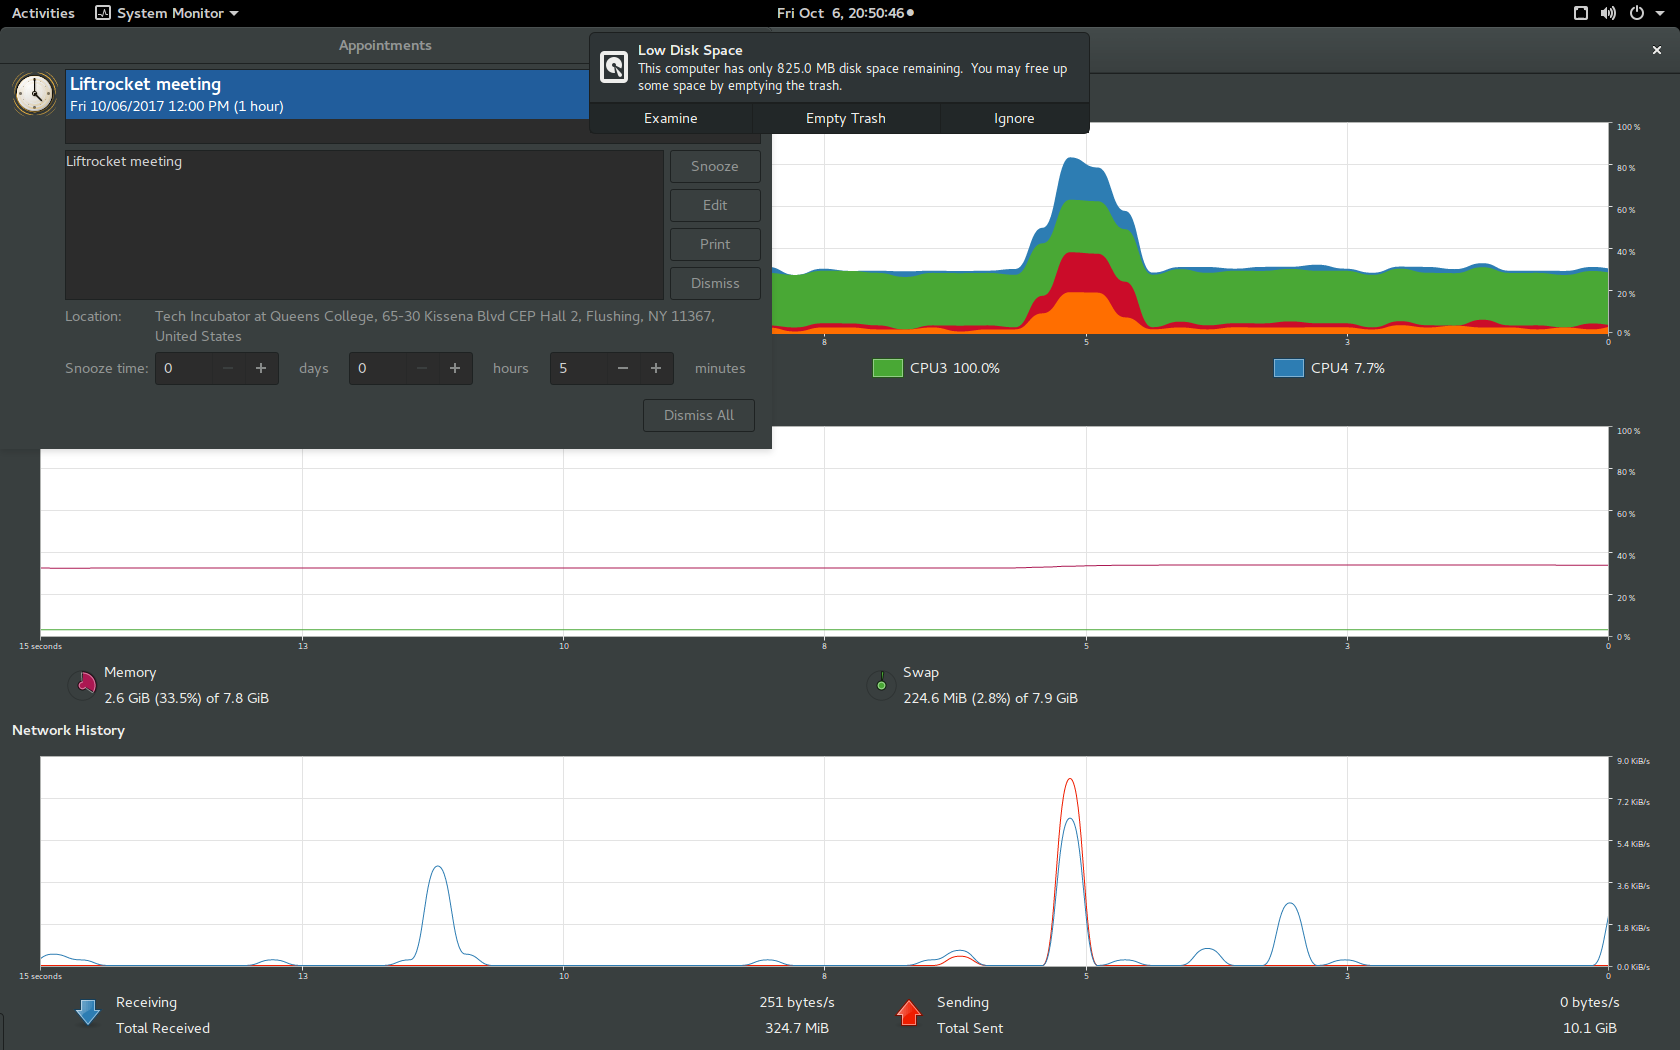 Activities
System Monitor
Fri Oct 6, 20:50:46
Appointments
Liftrocket meeting
Fri 10/06/2017 12:00 PM (1 hour)
Liftrocket meeting
Snooze
Edit
Print
Dismiss
Location:
Tech Incubator at Queens College, 65-30 Kissena Blvd CEP Hall 2, Flushing, NY 11367,
United States
Snooze time: 0 days 0 hours 5 minutes
Dismiss All
Low Disk Space
This computer has only 825.0 MB disk space remaining. You may free up
some space by emptying the trash.
Examine
Empty Trash
Ignore
100 %
80 %
60 %
40 %
20 %
0 %
8 5 3 0
CPU3 100.0%
CPU4 7.7%
100 %
80 %
60 %
40 %
20 %
0 %
15 seconds 13 10 8 5 3 0
Memory
2.6 GiB (33.5%) of 7.8 GiB
Swap
224.6 MiB (2.8%) of 7.9 GiB
Network History
9.0 KiB/s
7.2 KiB/s
5.4 KiB/s
3.6 KiB/s
1.8 KiB/s
0.0 KiB/s
15 seconds 13 10 8 5 3 0
Receiving 251 bytes/s
Total Received 324.7 MiB
Sending 0 bytes/s
Total Sent 10.1 GiB